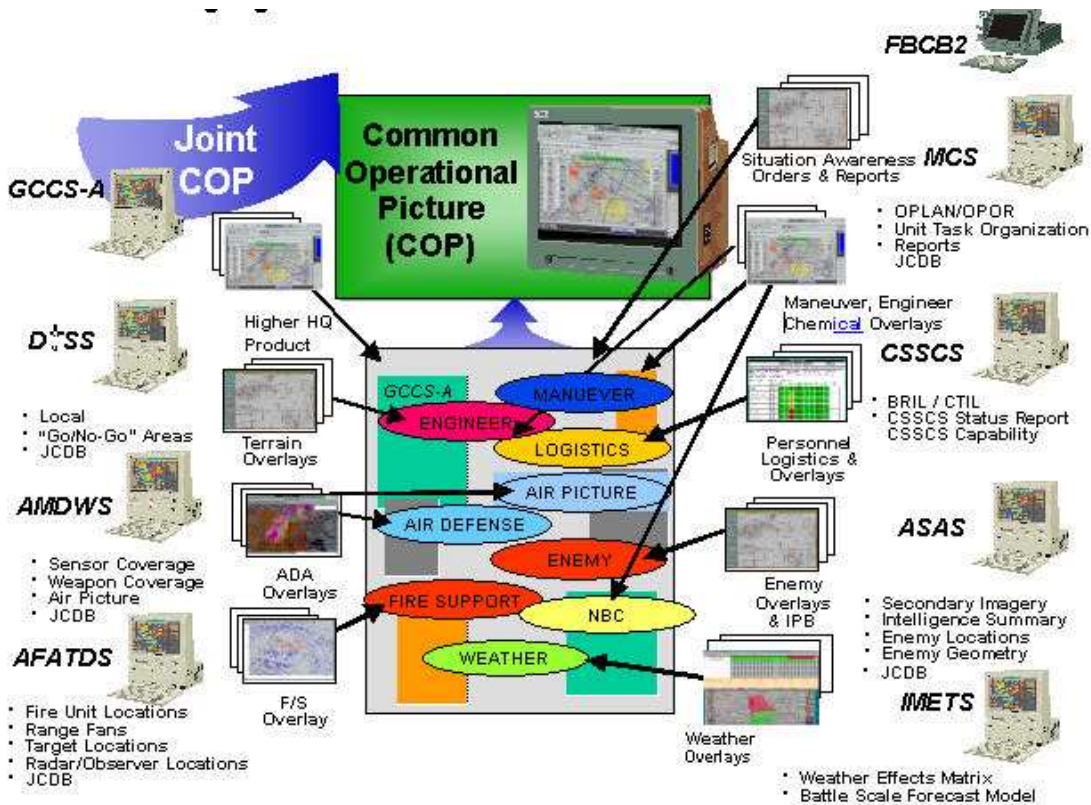 FBCB2
Joint
COP
Common
Operational
Picture
(COP)
Situation Awareness
Orders & Reports
MCS
GCCS-A
• OPLAN/OPOR
• Unit Task Organization
• Reports
JCDB
Higher HQ
Product
Maneuver, Engineer
Chemical Overlays
CSSCS
• Local
• "Go/No-Go" Areas
• JCDB
Terrain
Overlays
GCCS-A
MANUEVER
ENGINEER
LOGISTICS
AIR PICTURE
AIR DEFENSE
ENEMY
FIRE SUPPORT
NBC
WEATHER
• BRIL / CTIL
• CSSCS Status Report
CSSCS Capability
Personnel
Logistics &
Overlays
AMDWS
• Sensor Coverage
• Weapon Coverage
• Air Picture
• JCDB
ADA
Overlays
ASAS
Enemy
Overlays
& IPB
• Secondary Imagery
• Intelligence Summary
• Enemy Locations
• Enemy Geometry
• JCDB
AFATDS
• Fire Unit Locations
• Range Fans
• Target Locations
• Radar/Observer Locations
• JCDB
F/S
Overlay
IMETS
Weather
Overlays
• Weather Effects Matrix
• Battle Scale Forecast Model